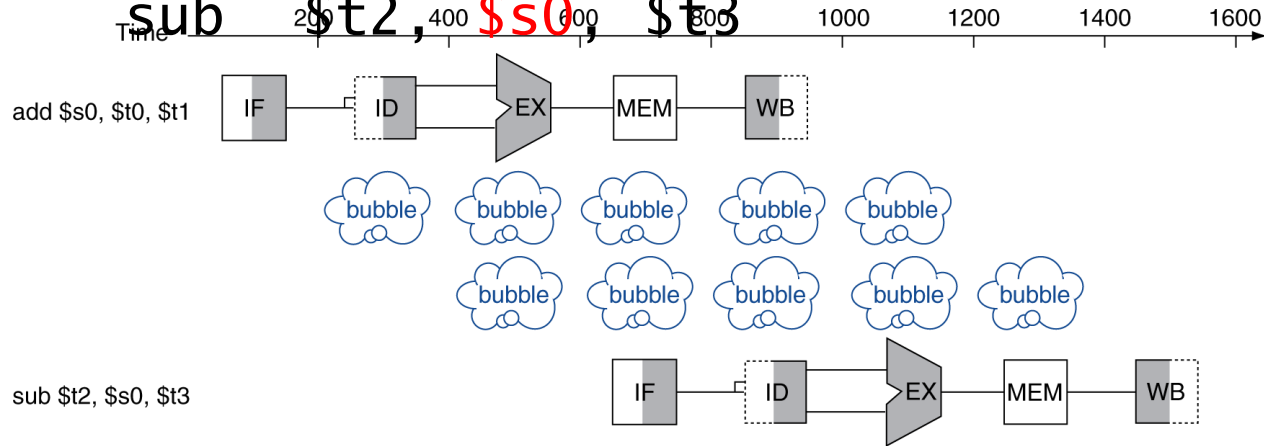 sub $t2, $s0, $t3
Time 200 400 600 800 1000 1200 1400 1600
add $s0, $t0, $t1 IF ID EX MEM WB
bubble bubble bubble bubble bubble
bubble bubble bubble bubble bubble
sub $t2, $s0, $t3 IF ID EX MEM WB